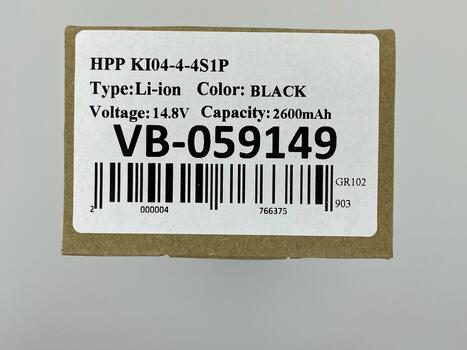 HPP KI04-4-4S1P
Type:Li-ion Color: BLACK
Voltage:14.8V Capacity:2600mAh
VB-059149
GR102
903
2 000004 766375